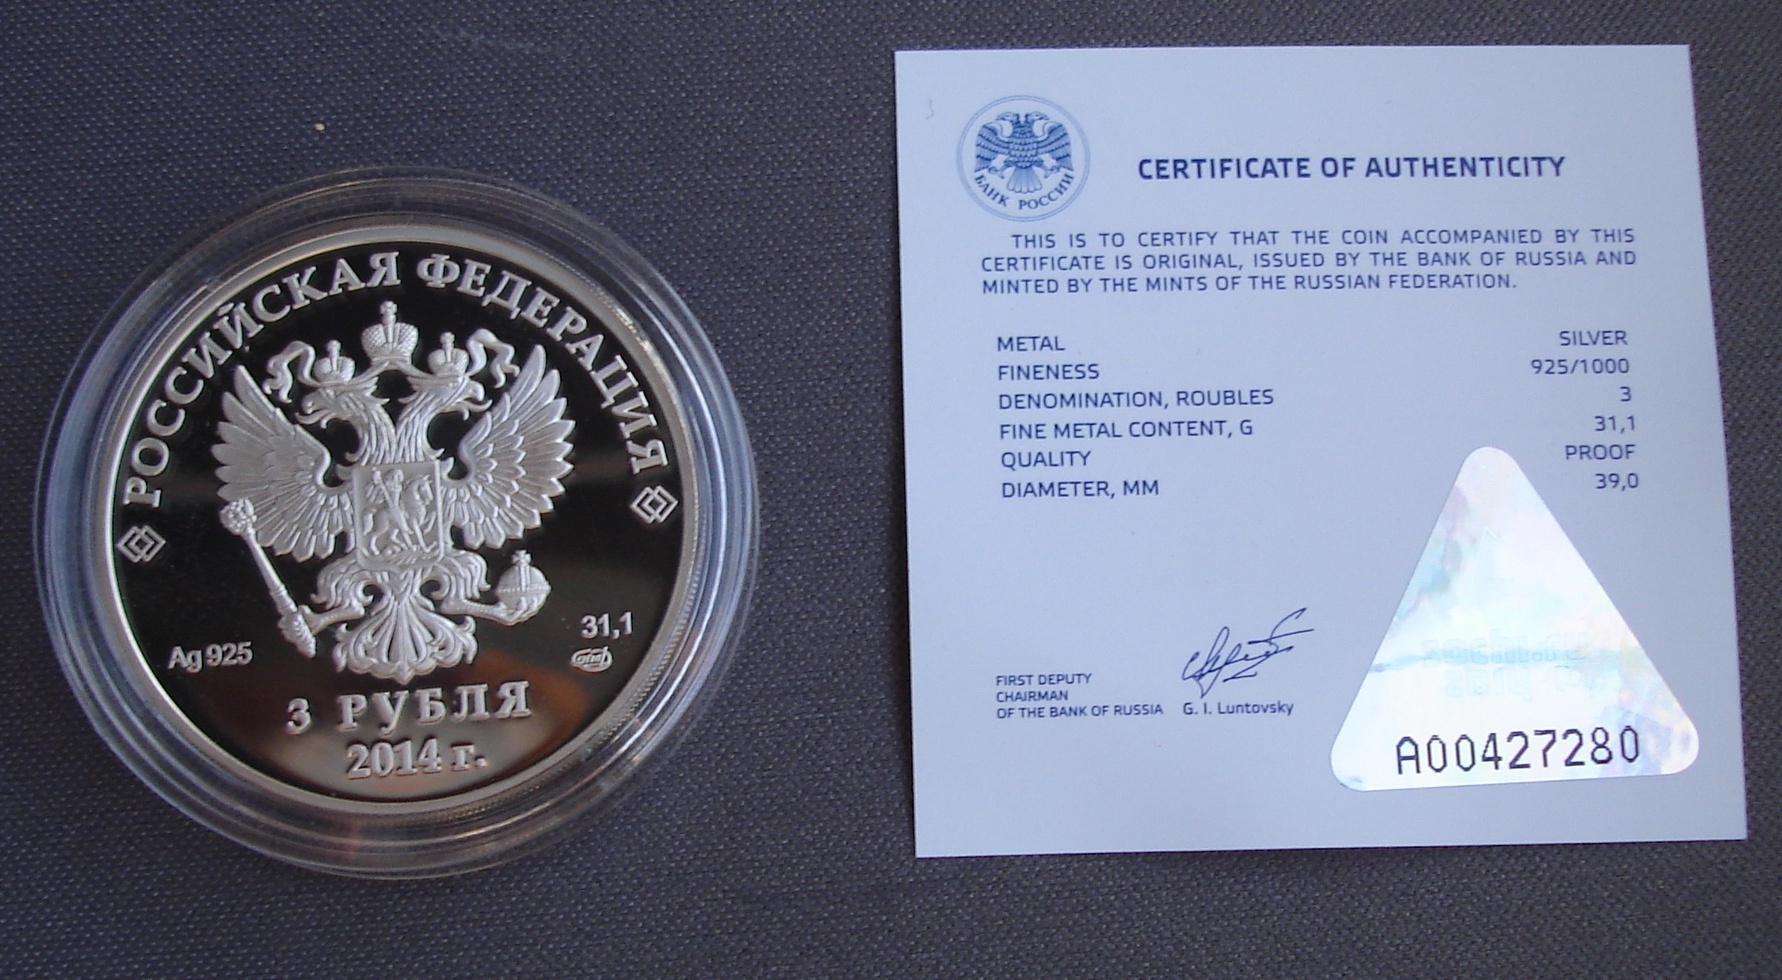 РОССИЙСКАЯ ФЕДЕРАЦИЯ
Ag 925
31,1
3 РУБЛЯ
2014 г.
БАНК РОССИИ
CERTIFICATE OF AUTHENTICITY
THIS IS TO CERTIFY THAT THE COIN ACCOMPANIED BY THIS
CERTIFICATE IS ORIGINAL, ISSUED BY THE BANK OF RUSSIA AND
MINTED BY THE MINTS OF THE RUSSIAN FEDERATION.
METAL SILVER
FINENESS 925/1000
DENOMINATION, ROUBLES 3
FINE METAL CONTENT, G 31,1
QUALITY PROOF
DIAMETER, MM 39,0
FIRST DEPUTY
CHAIRMAN
OF THE BANK OF RUSSIA G. I. Luntovsky
A00427280